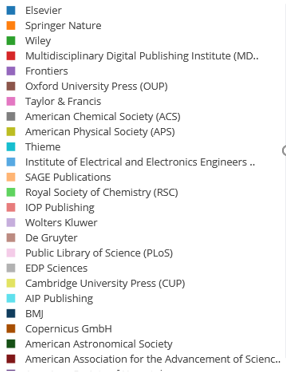 Elsevier
Springer Nature
Wiley
Multidisciplinary Digital Publishing Institute (MD..
Frontiers
Oxford University Press (OUP)
Taylor & Francis
American Chemical Society (ACS)
American Physical Society (APS)
Thieme
Institute of Electrical and Electronics Engineers ..
SAGE Publications
Royal Society of Chemistry (RSC)
IOP Publishing
Wolters Kluwer
De Gruyter
Public Library of Science (PLoS)
EDP Sciences
Cambridge University Press (CUP)
AIP Publishing
BMJ
Copernicus GmbH
American Astronomical Society
American Association for the Advancement of Scienc..